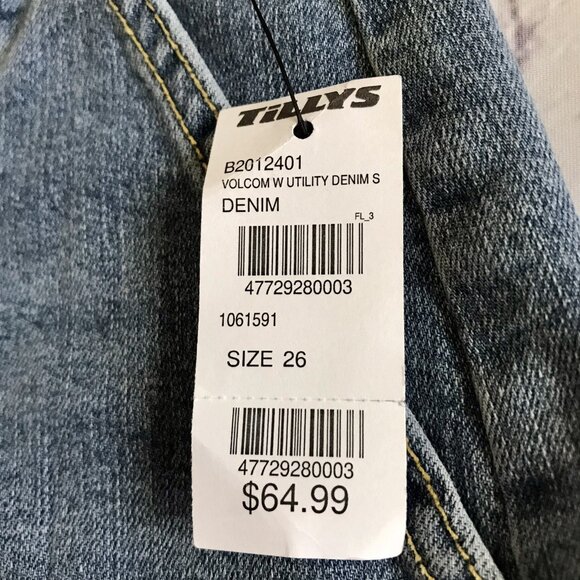 TiLLYS
B2012401
VOLCOM W UTILITY DENIM S
DENIM
FL_3
47729280003
1061591
SIZE 26
47729280003
$64.99